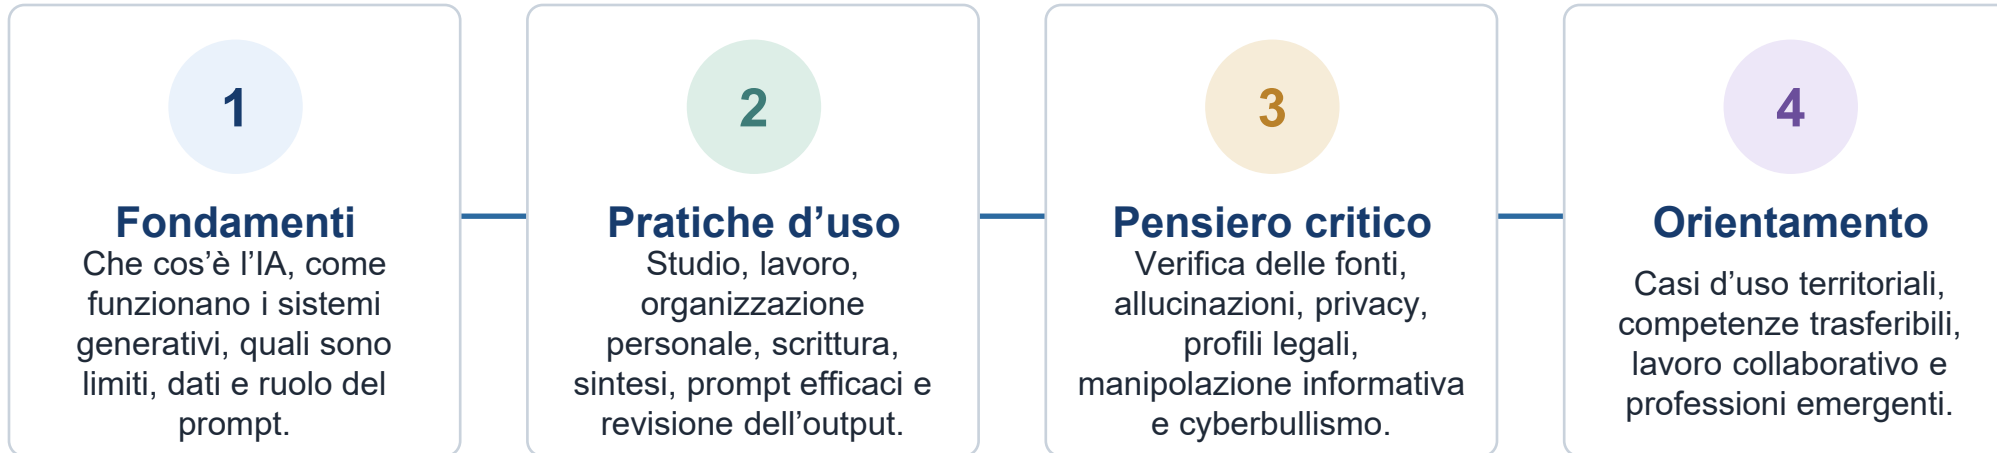 1
Fondamenti
Che cos’è l’IA, come
funzionano i sistemi
generativi, quali sono
limiti, dati e ruolo del
prompt.
2
Pratiche d’uso
Studio, lavoro,
organizzazione
personale, scrittura,
sintesi, prompt efficaci e
revisione dell’output.
3
Pensiero critico
Verifica delle fonti,
allucinazioni, privacy,
profili legali,
manipolazione informativa
e cyberbullismo.
4
Orientamento
Casi d’uso territoriali,
competenze trasferibili,
lavoro collaborativo e
professioni emergenti.